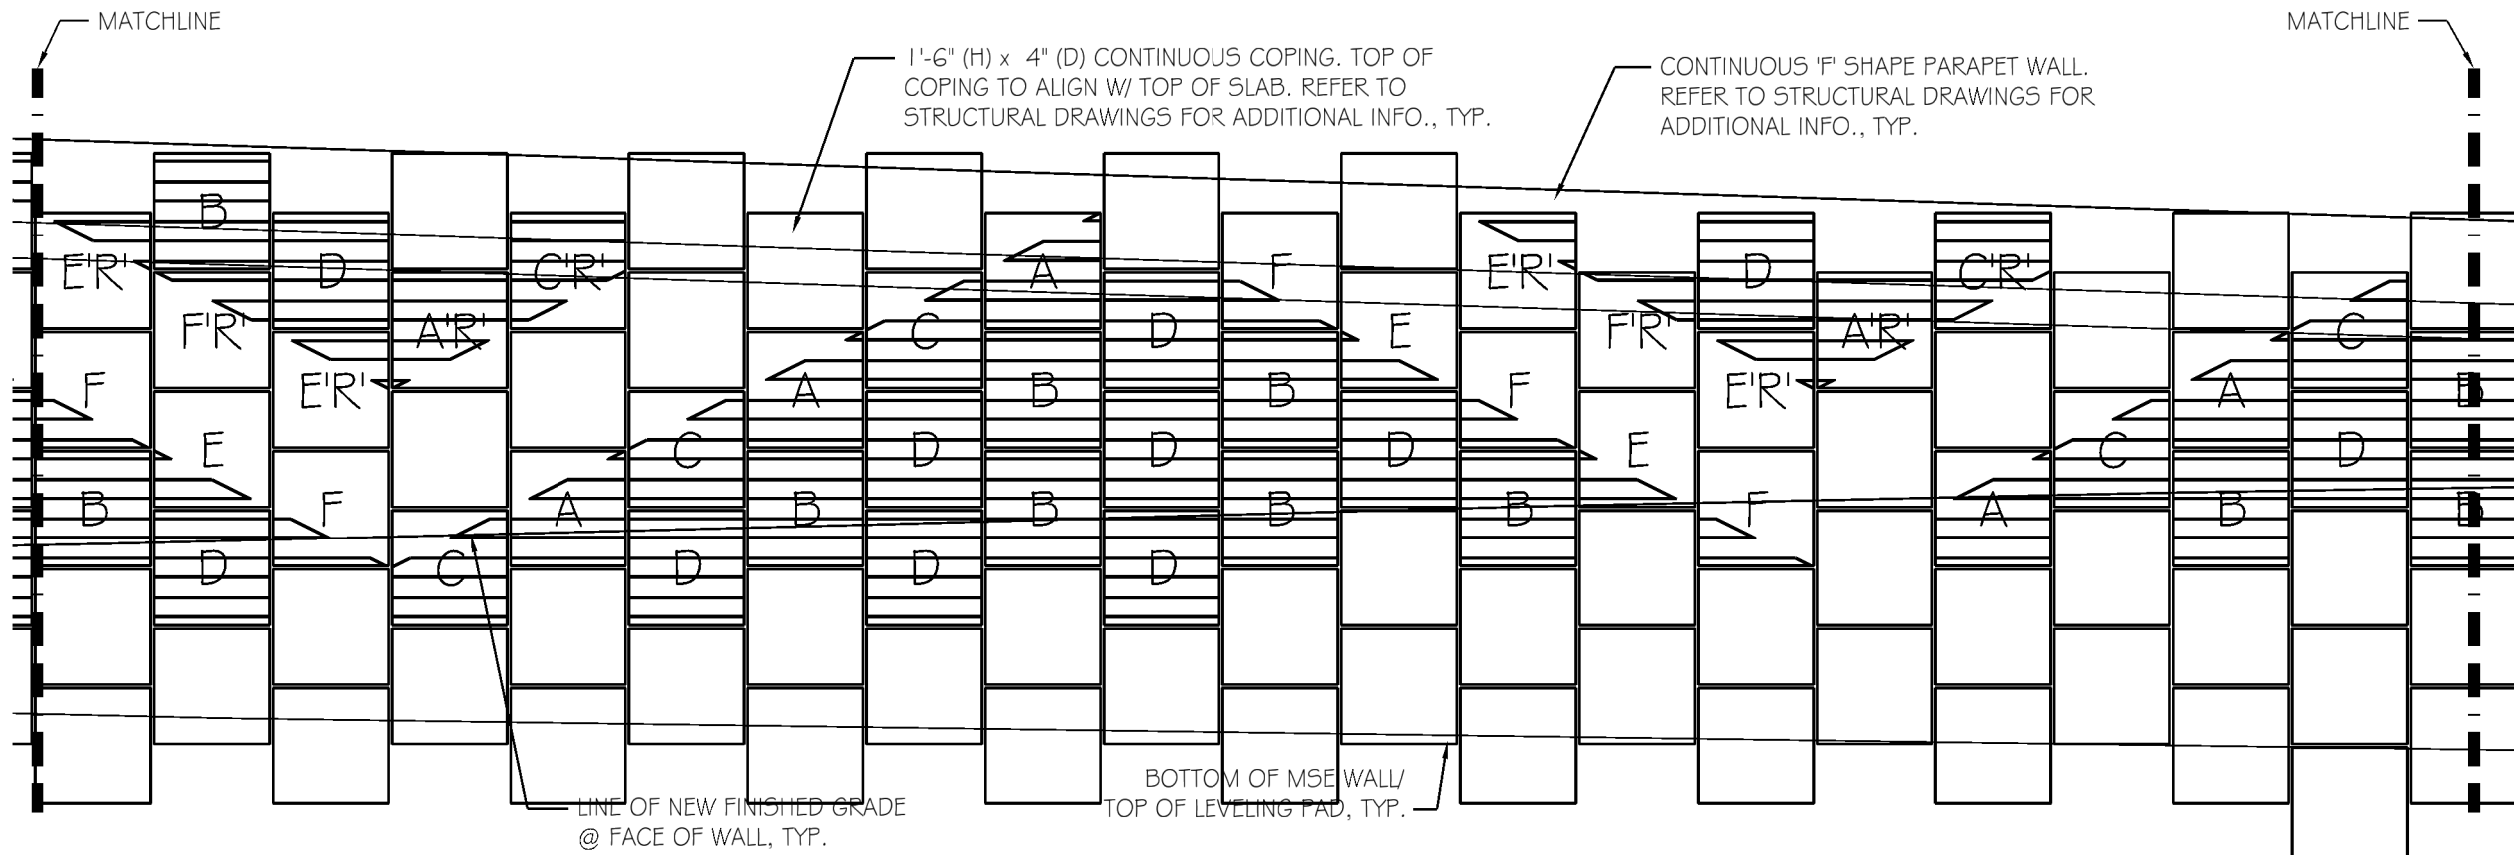 MATCHLINE
MATCHLINE
1'-6" (H) x 4" (D) CONTINUOUS COPING. TOP OF
COPING TO ALIGN W/ TOP OF SLAB. REFER TO
STRUCTURAL DRAWINGS FOR ADDITIONAL INFO., TYP.
CONTINUOUS 'F' SHAPE PARAPET WALL.
REFER TO STRUCTURAL DRAWINGS FOR
ADDITIONAL INFO., TYP.
B
E'R' D C'R' A F E'R' D C'R'
F'R' A'R' C D E F'R' A'R' C
F E'R' A B B F E'R' A B
E C D D D E C D
B F A B B B B F A B B
D C D D D
BOTTOM OF MSE WALL/
TOP OF LEVELING PAD, TYP.
LINE OF NEW FINISHED GRADE
@ FACE OF WALL, TYP.